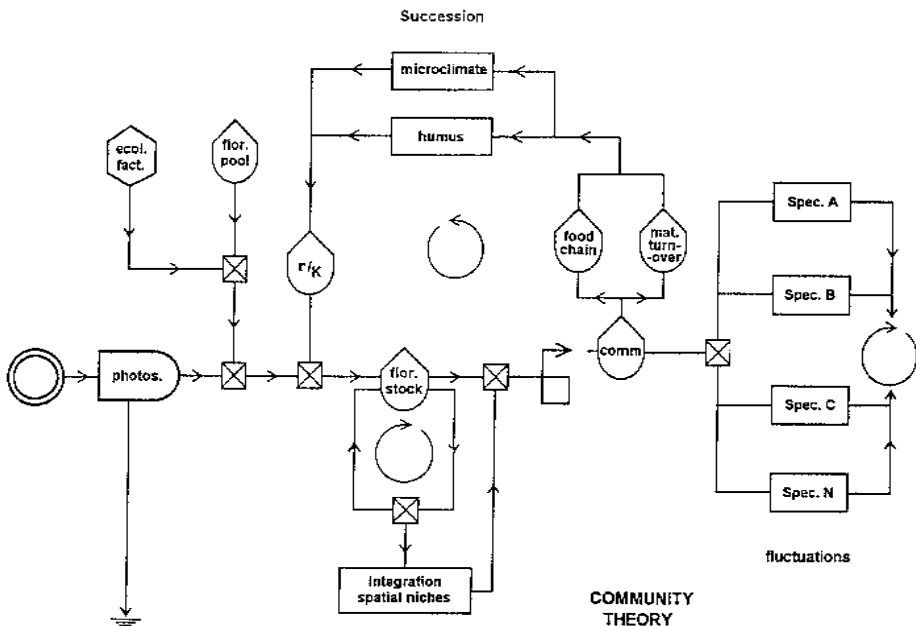 Succession
microclimate
humus
ecol.
fact.
flor.
pool
r/K
food
chain
mat.
turn-
-over
Spec. A
Spec. B
comm
photos.
flor.
stock
Spec. C
Spec. N
integration
spatial niches
fluctuations
COMMUNITY
THEORY